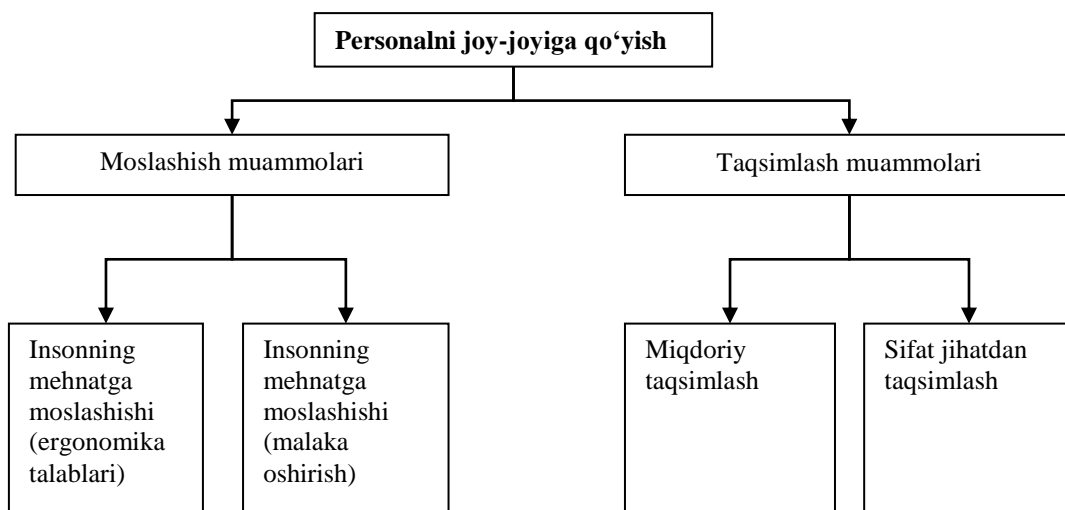 Personalni joy-joyiga qo‘yish
Moslashish muammolari
Taqsimlash muammolari
Insonning
mehnatga
moslashishi
(ergonomika
talablari)
Insonning
mehnatga
moslashishi
(malaka
oshirish)
Miqdoriy
taqsimlash
Sifat jihatdan
taqsimlash